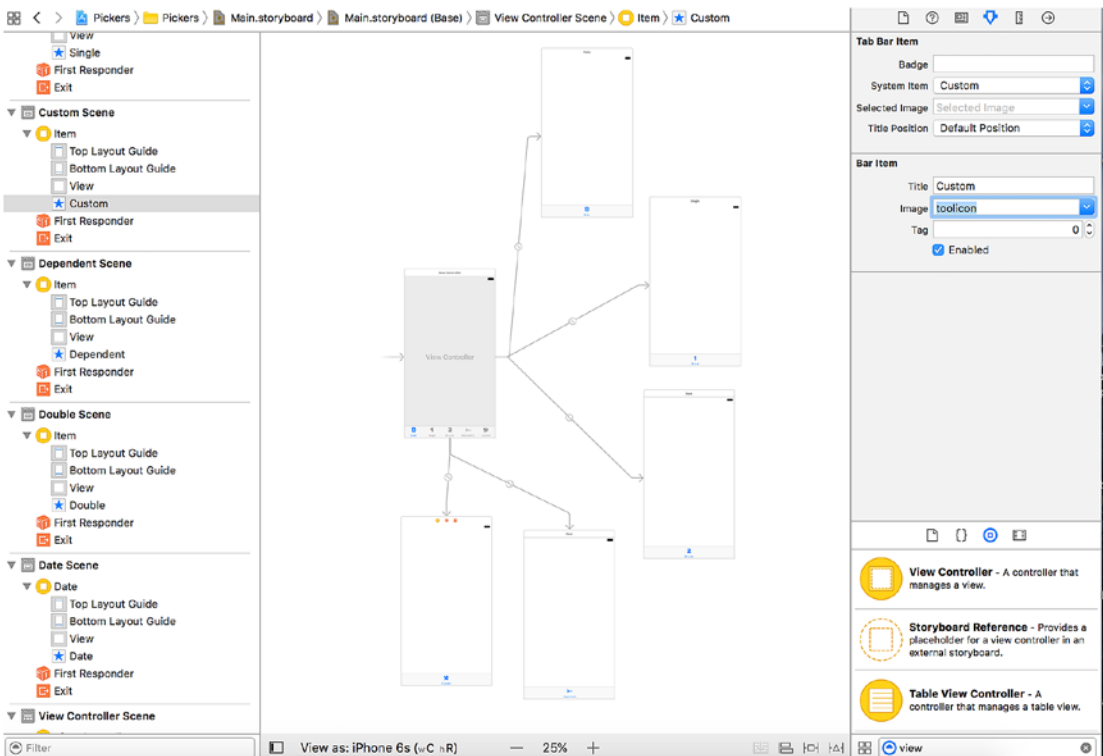 Pickers
Pickers
Main.storyboard
Main.storyboard (Base)
View Controller Scene
Item
Custom
View
Single
First Responder
Exit
Custom Scene
Item
Top Layout Guide
Bottom Layout Guide
View
Custom
First Responder
Exit
Dependent Scene
Item
Top Layout Guide
Bottom Layout Guide
View
Dependent
First Responder
Exit
Double Scene
Item
Top Layout Guide
Bottom Layout Guide
View
Double
First Responder
Exit
Date Scene
Date
Top Layout Guide
Bottom Layout Guide
View
Date
First Responder
Exit
View Controller Scene
Filter
View Controller
1
2
View as: iPhone 6s (wC hR)
25%
Tab Bar Item
Badge
System Item Custom
Selected Image Selected Image
Title Position Default Position
Bar Item
Title Custom
Image toolicon
Tag 0
Enabled
View Controller - A controller that
manages a view.
Storyboard Reference - Provides a
placeholder for a view controller in an
external storyboard.
Table View Controller - A
controller that manages a table view.
view